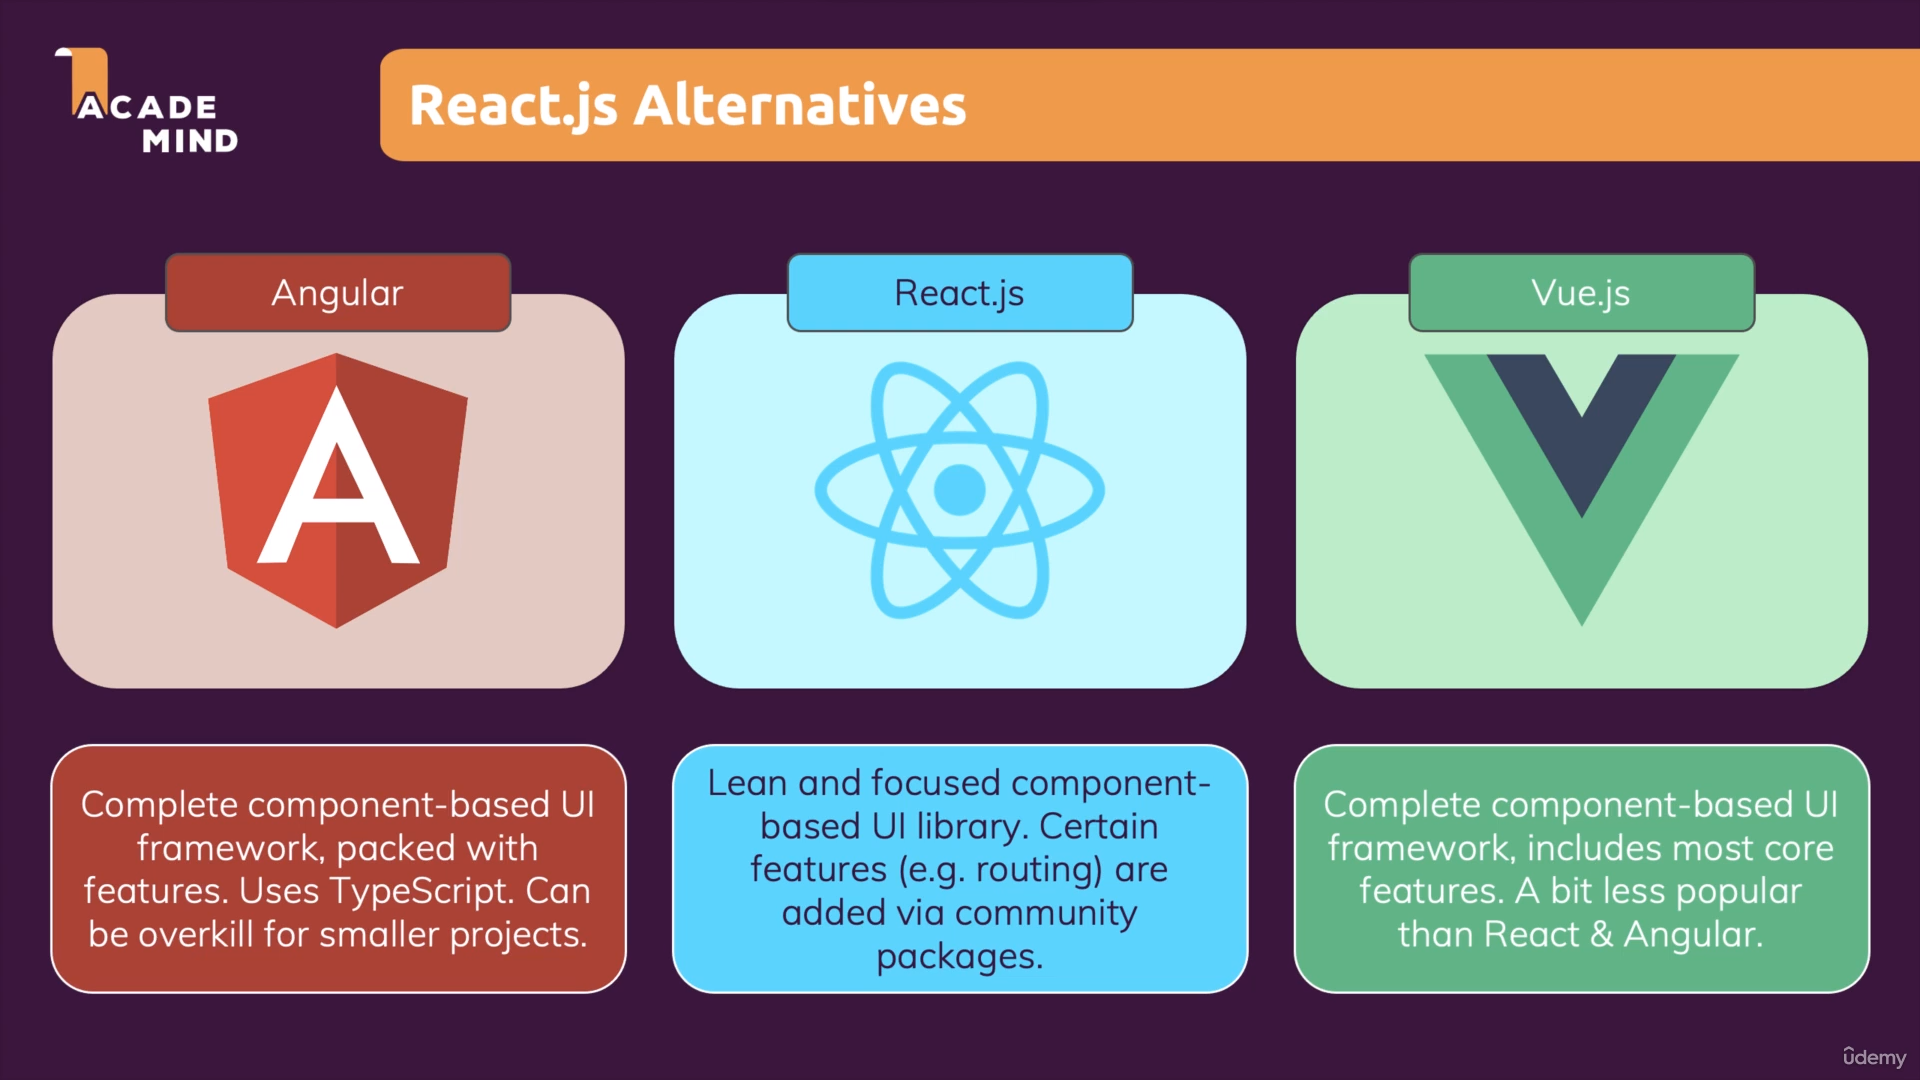 ACADE
MIND
React.js Alternatives
Angular
React.js
Vue.js
Complete component-based UI
framework, packed with
features. Uses TypeScript. Can
be overkill for smaller projects.
Lean and focused component-
based UI library. Certain
features (e.g. routing) are
added via community
packages.
Complete component-based UI
framework, includes most core
features. A bit less popular
than React & Angular.
ûdemy